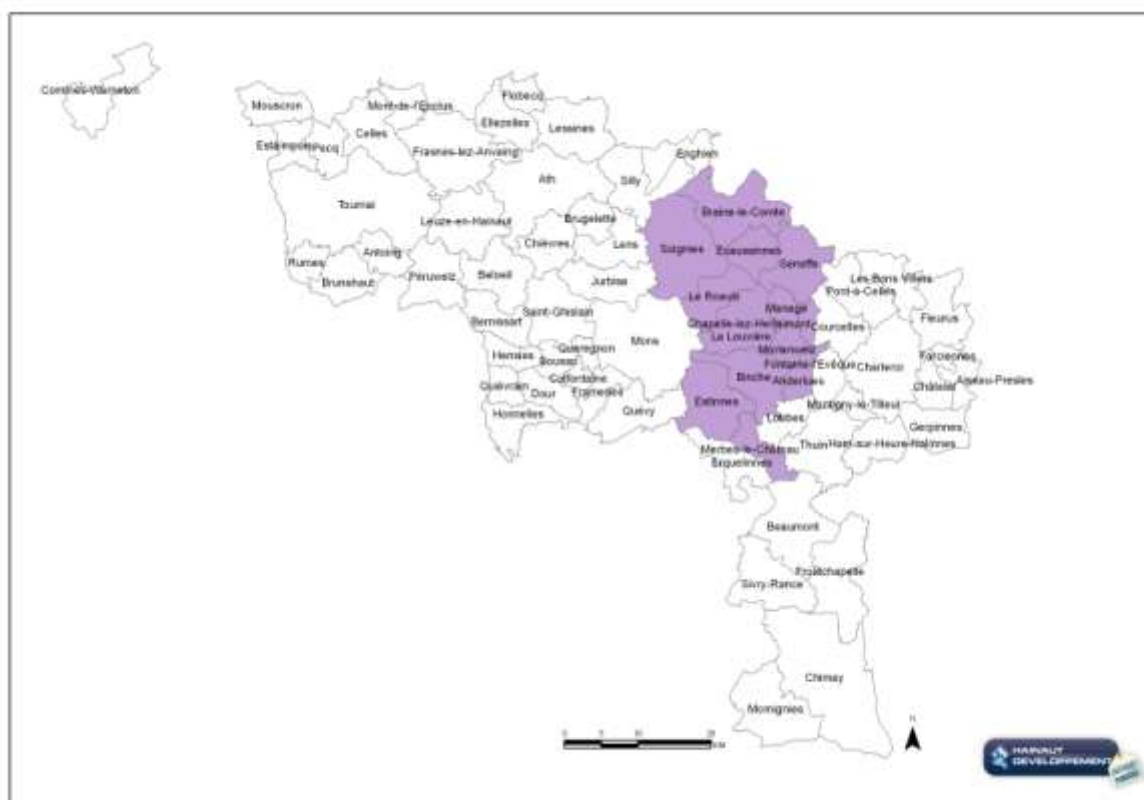 Comines-Warneton
Mouscron
Mont-de-l'Enclus
Flobecq
Ellezelles
Lessines
Celles
Estaimpuis
Pecq
Frasnes-lez-Anvaing
Enghien
Ath
Silly
Tournai
Leuze-en-Hainaut
Brugelette
Braine-le-Comte
Chièvres
Lens
Soignies
Ecaussinnes
Antoing
Seneffe
Rumes
Brunehaut
Péruwelz
Beloeil
Jurbise
Les Bons Villers
Pont-à-Celles
Le Roeulx
Manage
Saint-Ghislain
Bernissart
Chapelle-lez-Herlaimont
Courcelles
Fleurus
La Louvière
Mons
Quaregnon
Morlanwelz
Hensies
Boussu
Fontaine-l'Evêque
Charleroi
Farciennes
Quiévrain
Colfontaine
Binche
Anderlues
Châtelet
Aiseau-Presles
Dour
Frameries
Estinnes
Montigny-le-Tilleul
Honnelles
Quévy
Lobbes
Gerpinnes
Thuin
Ham-sur-Heure-Nalinnes
Merbes-le-Château
Erquelinnes
Beaumont
Froidchapelle
Sivry-Rance
Chimay
Momignies
N
0 5 10 20
KM
HAINAUT
DEVELOPPEMENT